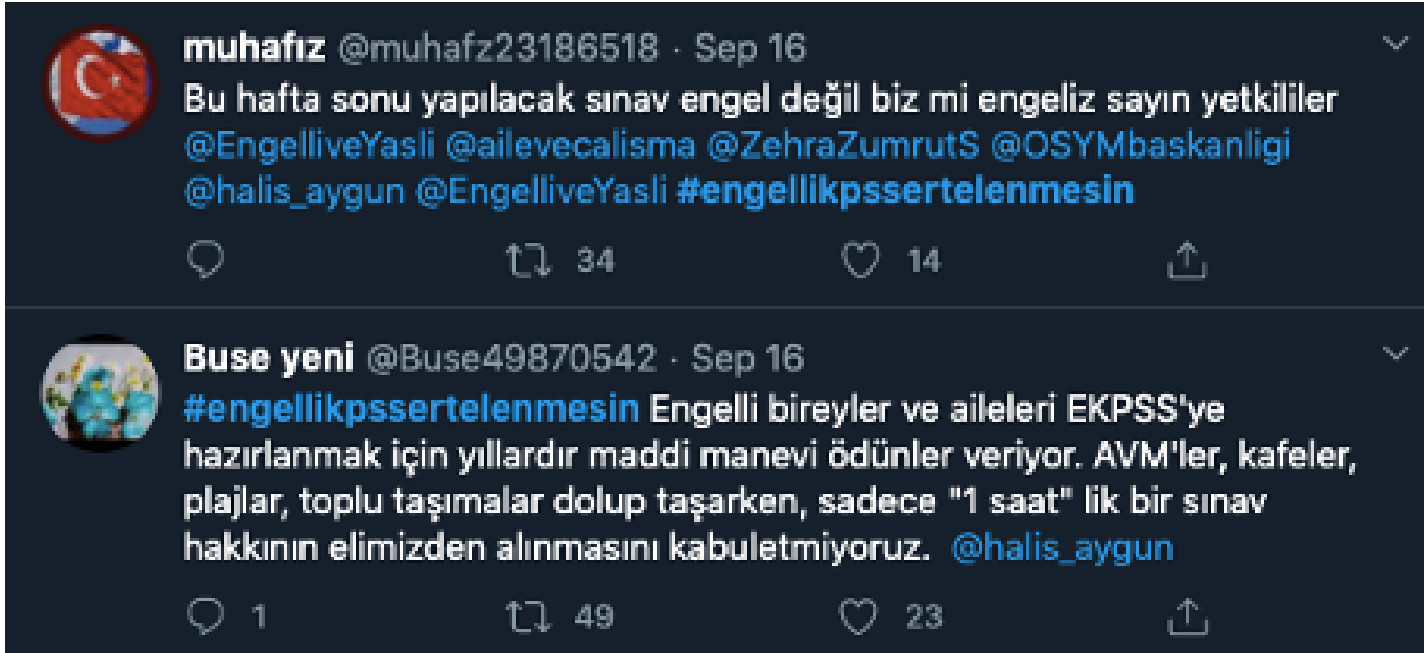 muhafız @muhafz23186518 · Sep 16
Bu hafta sonu yapılacak sınav engel değil biz mi engeliz sayın yetkililer
@EngelliveYasli @ailevecalisma @ZehraZumrutS @OSYMbaskanligi
@halis_aygun @EngelliveYasli #engellikpssertelenmesin
34 14
Buse yeni @Buse49870542 · Sep 16
#engellikpssertelenmesin Engelli bireyler ve aileleri EKPSS'ye
hazırlanmak için yıllardır maddi manevi ödünler veriyor. AVM'ler, kafeler,
plajlar, toplu taşımalar dolup taşarken, sadece "1 saat" lik bir sınav
hakkının elimizden alınmasını kabuletmiyoruz. @halis_aygun
1 49 23